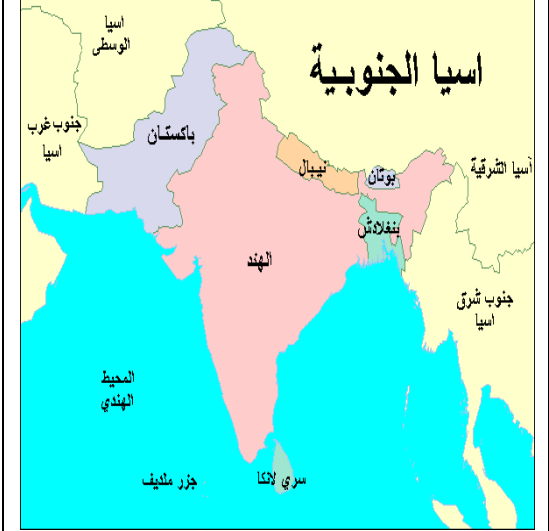 اسيا الجنوبية
اسيا
الوسطى
باكستان
جنوب غرب
اسيا
نيبال
بوتان
آسيا الشرقية
بنغلادش
الهند
جنوب شرق
اسيا
المحيط
الهندي
جزر ملديف
سري لانكا